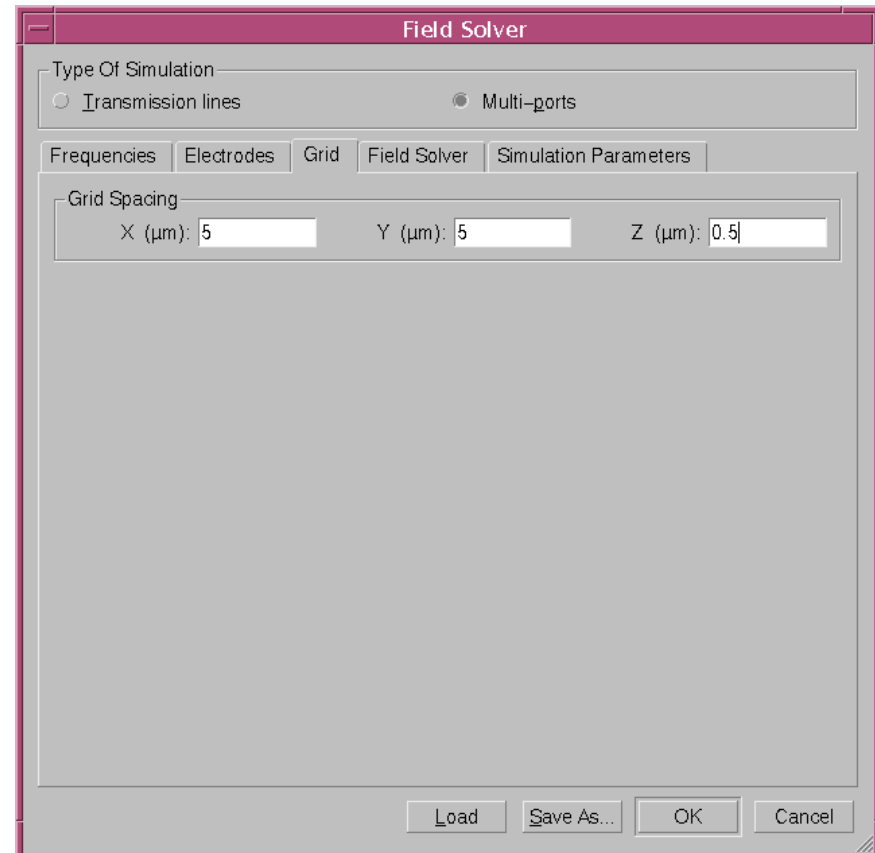 Field Solver
Type Of Simulation
Transmission lines Multi-ports
Frequencies Electrodes Grid Field Solver Simulation Parameters
Grid Spacing
X (µm): 5 Y (µm): 5 Z (µm): 0.5
Load Save As... OK Cancel